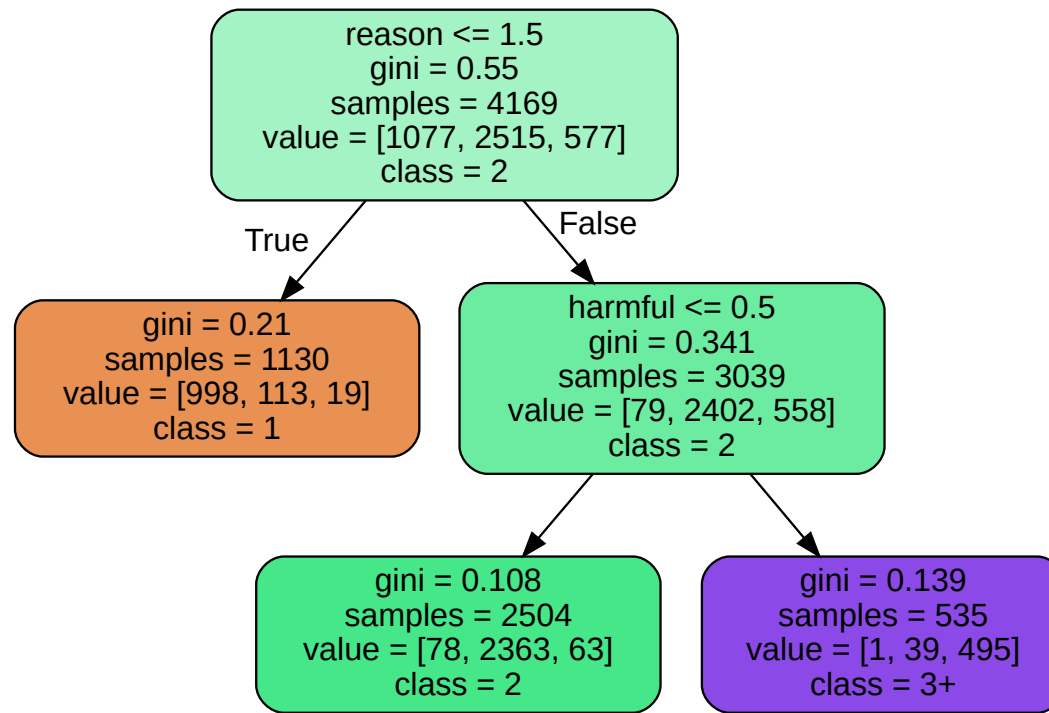 reason <= 1.5
gini = 0.55
samples = 4169
value = [1077, 2515, 577]
class = 2
True
False
gini = 0.21
samples = 1130
value = [998, 113, 19]
class = 1
harmful <= 0.5
gini = 0.341
samples = 3039
value = [79, 2402, 558]
class = 2
gini = 0.108
samples = 2504
value = [78, 2363, 63]
class = 2
gini = 0.139
samples = 535
value = [1, 39, 495]
class = 3+